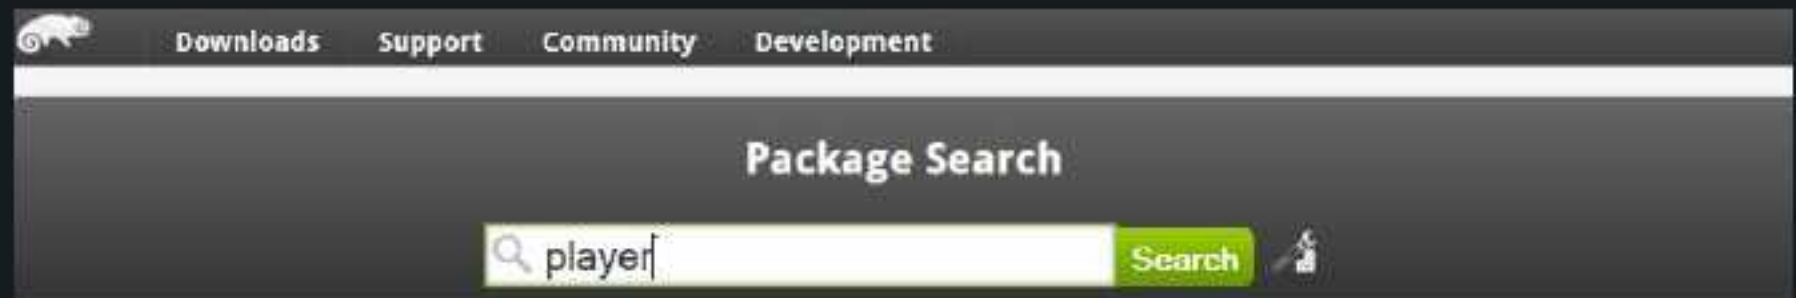 Downloads Support Community Development
Package Search
player Search